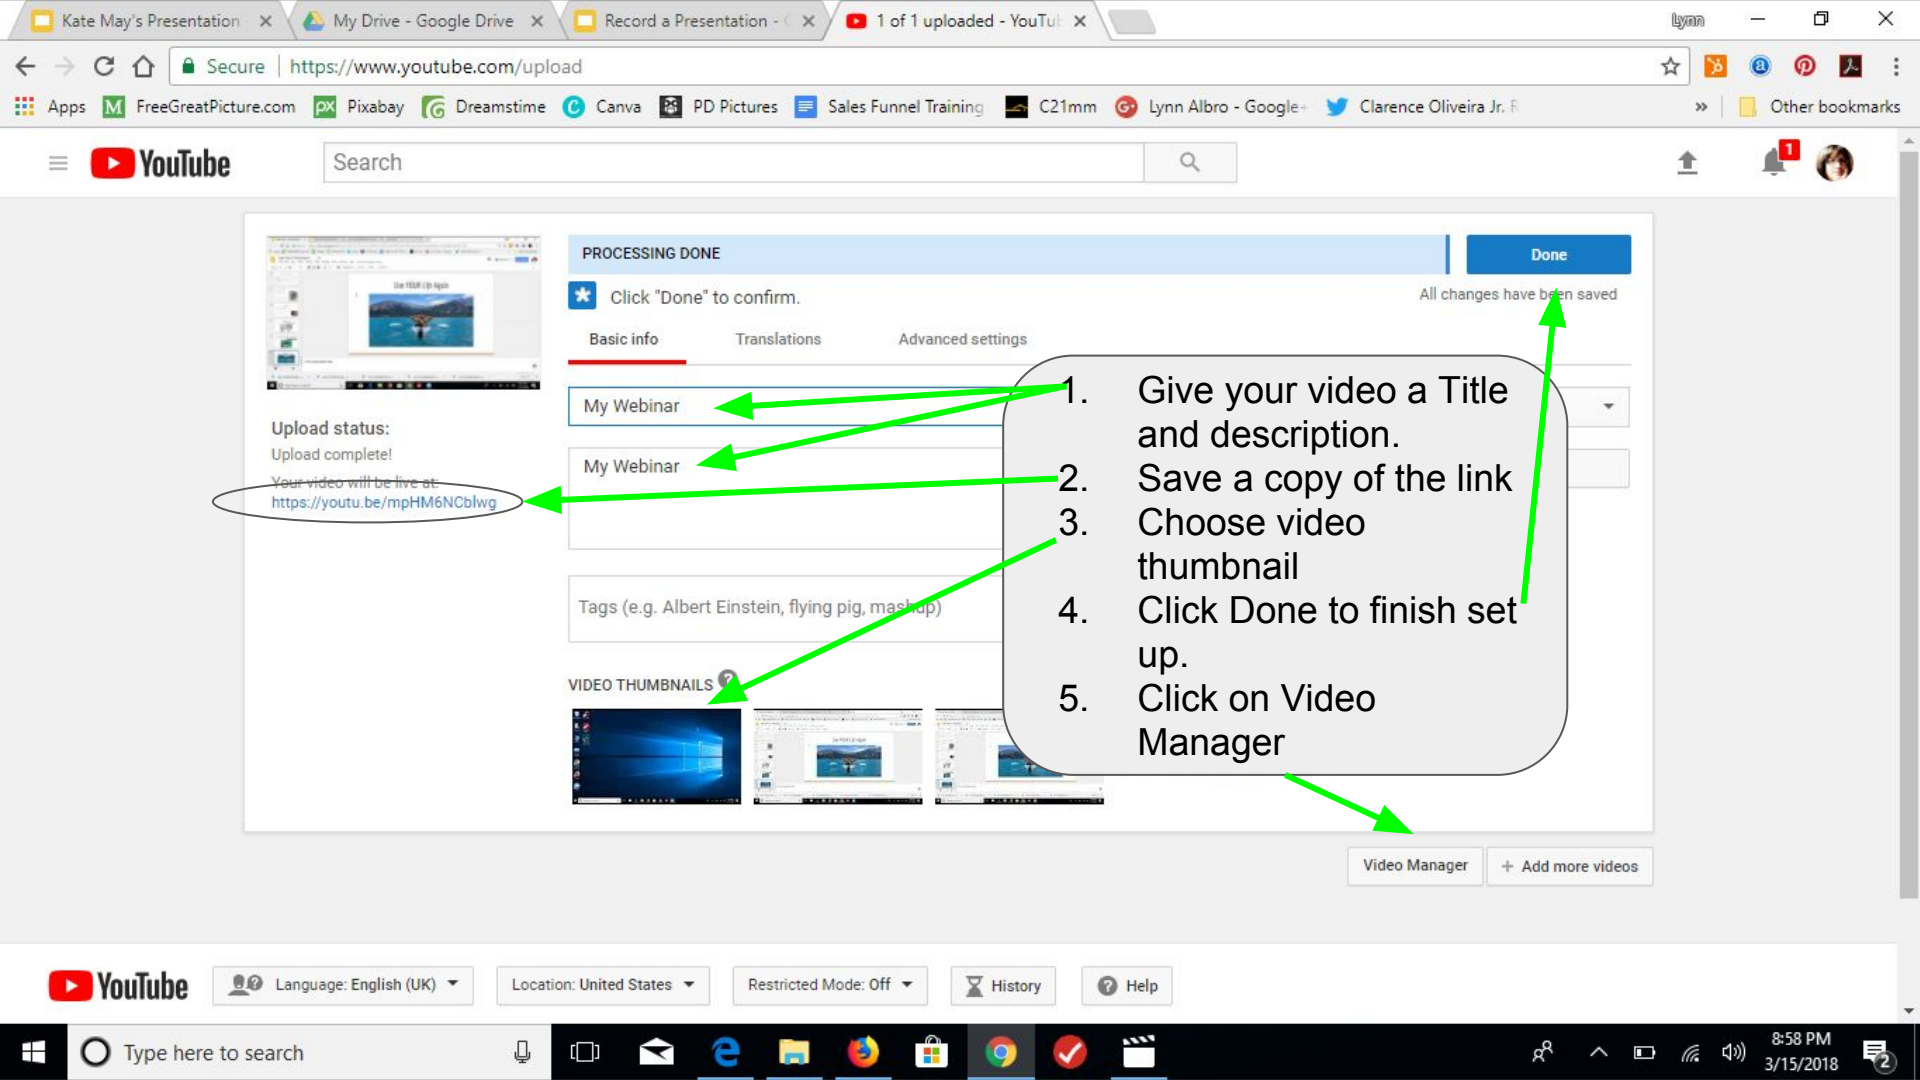 Kate May's Presentation
My Drive - Google Drive
Record a Presentation -
1 of 1 uploaded - YouTu
Lynn
Secure
https://www.youtube.com/upload
Apps
FreeGreatPicture.com
Pixabay
Dreamstime
Canva
PD Pictures
Sales Funnel Training
C21mm
Lynn Albro - Google+
Clarence Oliveira Jr.
»
Other bookmarks
YouTube
Search
1
PROCESSING DONE
Done
Click "Done" to confirm.
All changes have been saved
Basic info
Translations
Advanced settings
My Webinar
My Webinar
Upload status:
Upload complete!
Your video will be live at:
https://youtu.be/mpHM6NCblwg
Tags (e.g. Albert Einstein, flying pig, mashup)
VIDEO THUMBNAILS
1. Give your video a Title
and description.
2. Save a copy of the link
3. Choose video
thumbnail
4. Click Done to finish set
up.
5. Click on Video
Manager
Video Manager
+ Add more videos
YouTube
Language: English (UK)
Location: United States
Restricted Mode: Off
History
Help
Type here to search
8:58 PM
3/15/2018
2